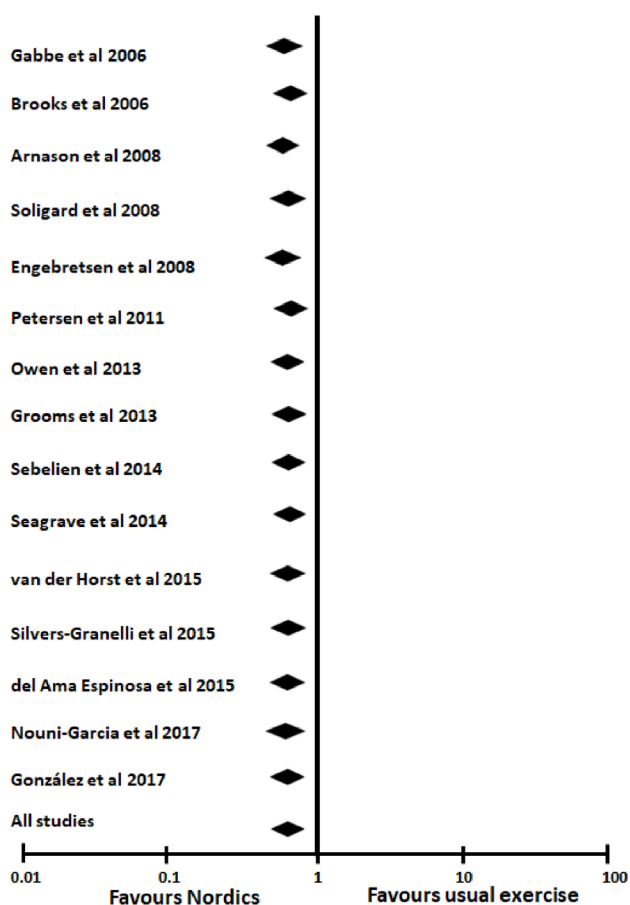 Gabbe et al 2006
Brooks et al 2006
Arnason et al 2008
Soligard et al 2008
Engebretsen et al 2008
Petersen et al 2011
Owen et al 2013
Grooms et al 2013
Sebelien et al 2014
Seagrave et al 2014
van der Horst et al 2015
Silvers-Granelli et al 2015
del Ama Espinosa et al 2015
Nouni-Garcia et al 2017
González et al 2017
All studies
0.01 0.1 1 10 100
Favours Nordics Favours usual exercise